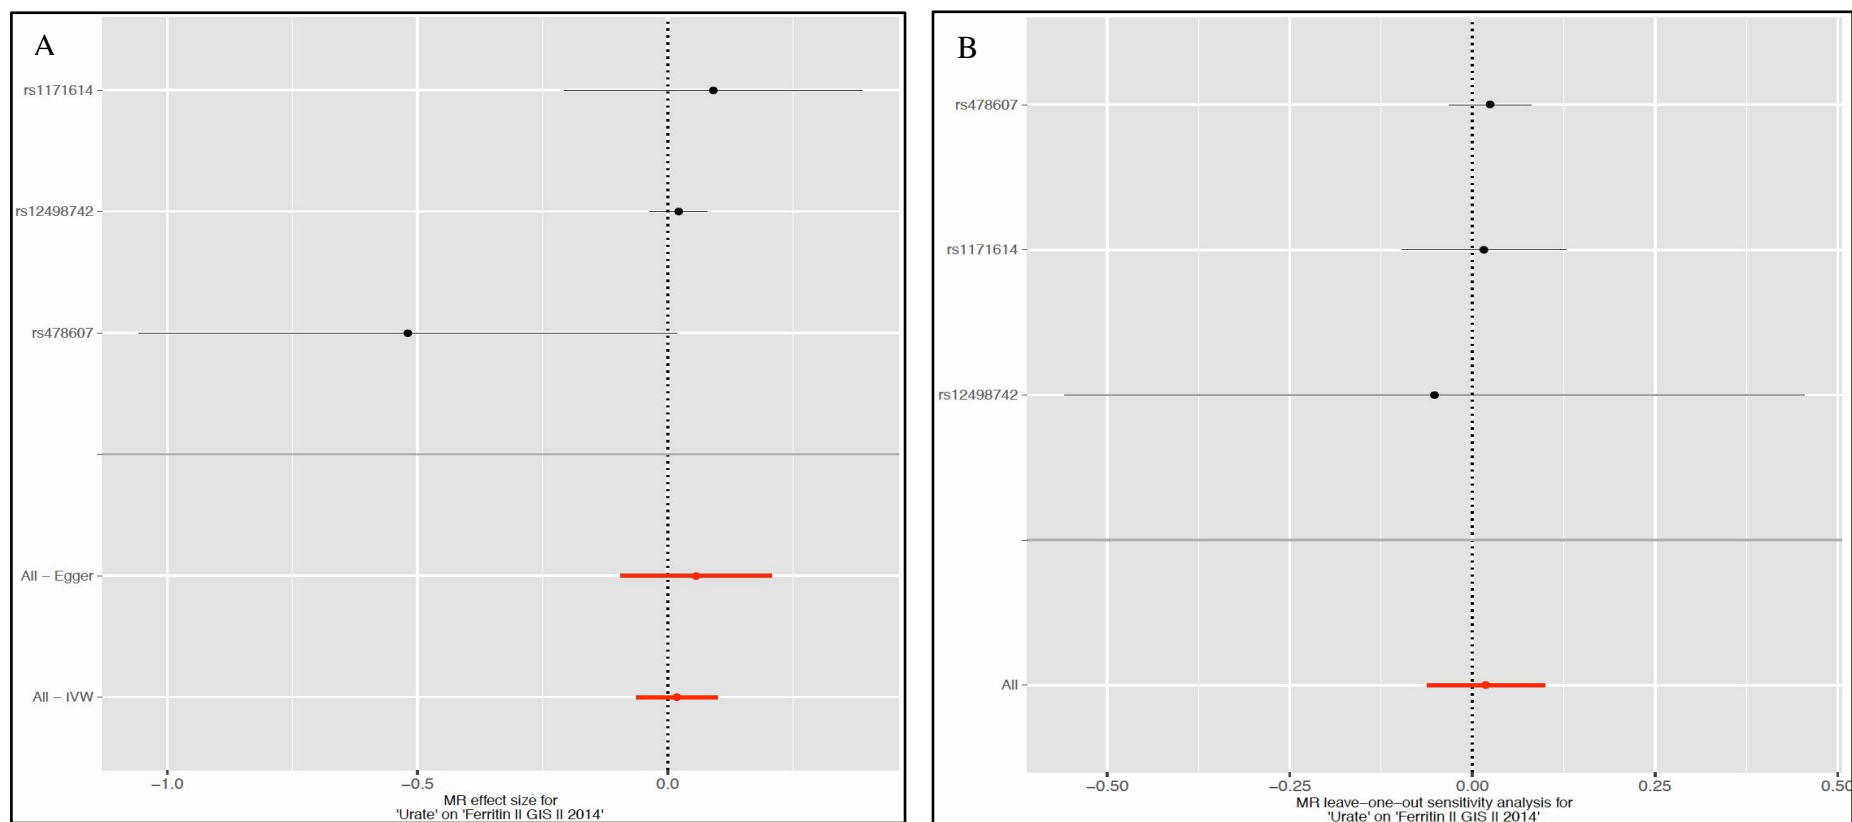 A
rs1171614
rs12498742
rs478607
All – Egger
All – IVW
−1.0
−0.5
0.0
MR effect size for
'Urate' on 'Ferritin II GIS II 2014'
B
rs478607
rs1171614
rs12498742
All
−0.50
−0.25
0.00
0.25
0.50
MR leave−one−out sensitivity analysis for
'Urate' on 'Ferritin II GIS II 2014'